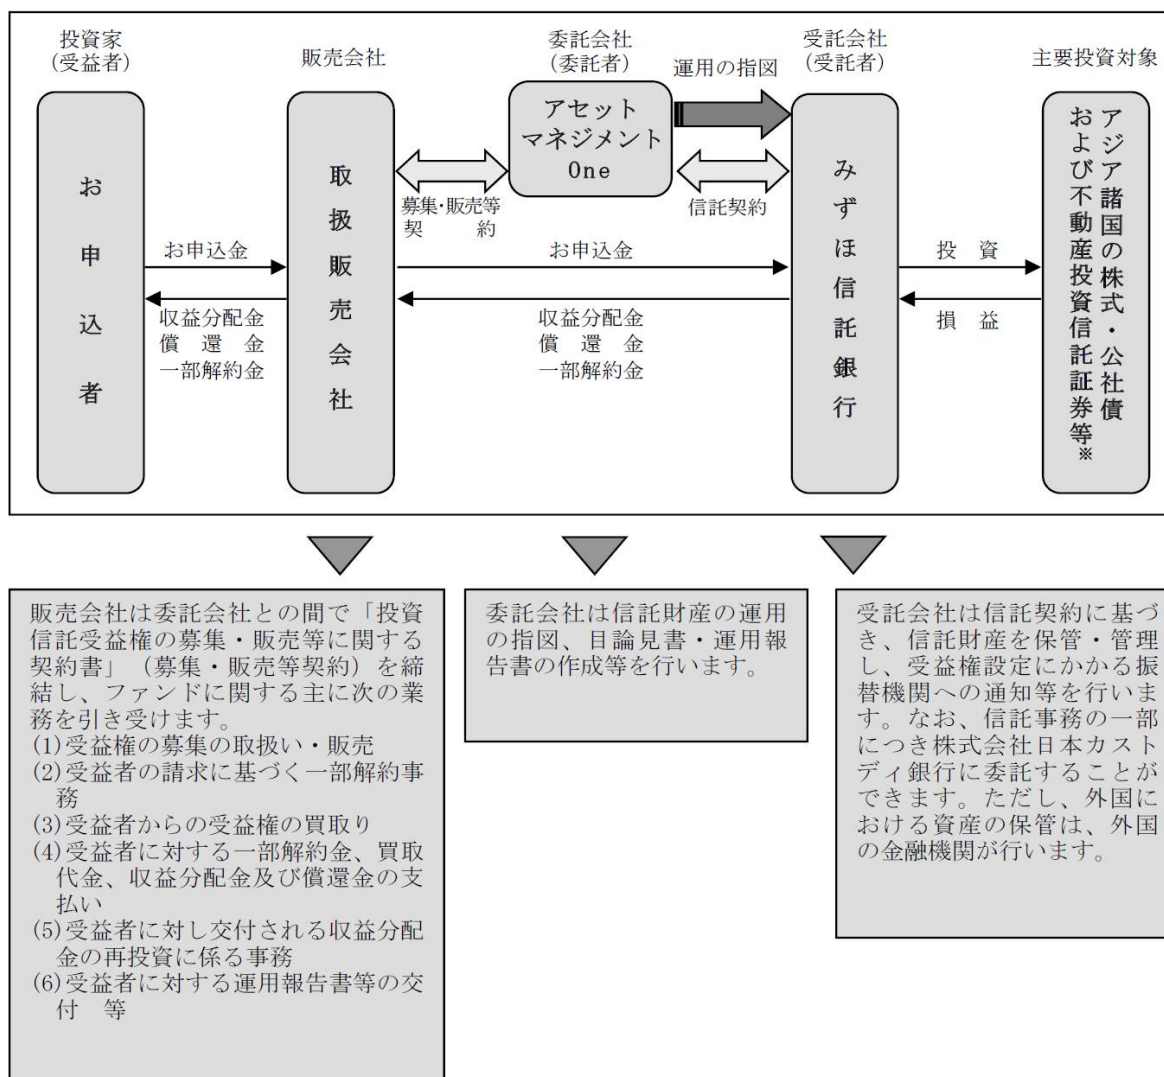 投資家
(受益者)
販売会社
委託会社
(委託者)
運用の指図
受託会社
(受託者)
主要投資対象
お申込者
取扱販売会社
アセット
マネジメント
One
みずほ信託銀行
アジア諸国の株式・公社債
および不動産投資信託証券等※
募集・販売等
契　　約
信託契約
お申込金
収益分配金
償　還　金
一部解約金
お申込金
収益分配金
償　還　金
一部解約金
投　資
損　益
販売会社は委託会社との間で「投資
信託受益権の募集・販売等に関する
契約書」（募集・販売等契約）を締
結し、ファンドに関する主に次の業
務を引き受けます。
(1)受益権の募集の取扱い・販売
(2)受益者の請求に基づく一部解約事
務
(3)受益者からの受益権の買取り
(4)受益者に対する一部解約金、買取
代金、収益分配金及び償還金の支
払い
(5)受益者に対し交付される収益分配
金の再投資に係る事務
(6)受益者に対する運用報告書等の交
付　等
委託会社は信託財産の運用
の指図、目論見書・運用報
告書の作成等を行います。
受託会社は信託契約に基づ
き、信託財産を保管・管理
し、受益権設定にかかる振
替機関への通知等を行いま
す。なお、信託事務の一部
につき株式会社日本カスト
ディ銀行に委託することが
できます。ただし、外国に
おける資産の保管は、外国
の金融機関が行います。